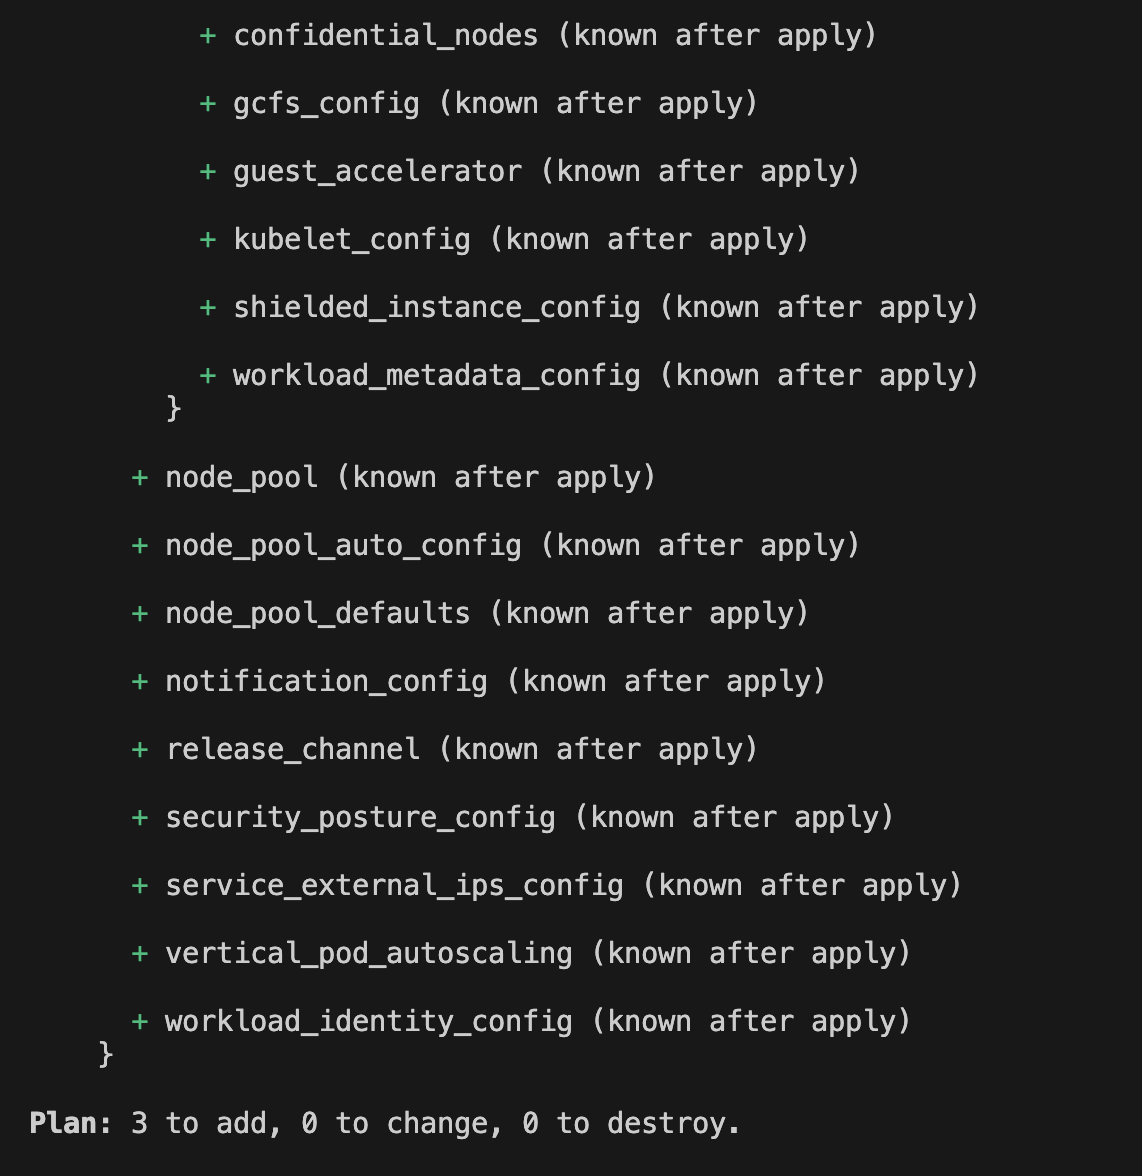 + confidential_nodes (known after apply)
+ gcfs_config (known after apply)
+ guest_accelerator (known after apply)
+ kubelet_config (known after apply)
+ shielded_instance_config (known after apply)
+ workload_metadata_config (known after apply)
}
+ node_pool (known after apply)
+ node_pool_auto_config (known after apply)
+ node_pool_defaults (known after apply)
+ notification_config (known after apply)
+ release_channel (known after apply)
+ security_posture_config (known after apply)
+ service_external_ips_config (known after apply)
+ vertical_pod_autoscaling (known after apply)
+ workload_identity_config (known after apply)
}
Plan: 3 to add, 0 to change, 0 to destroy.